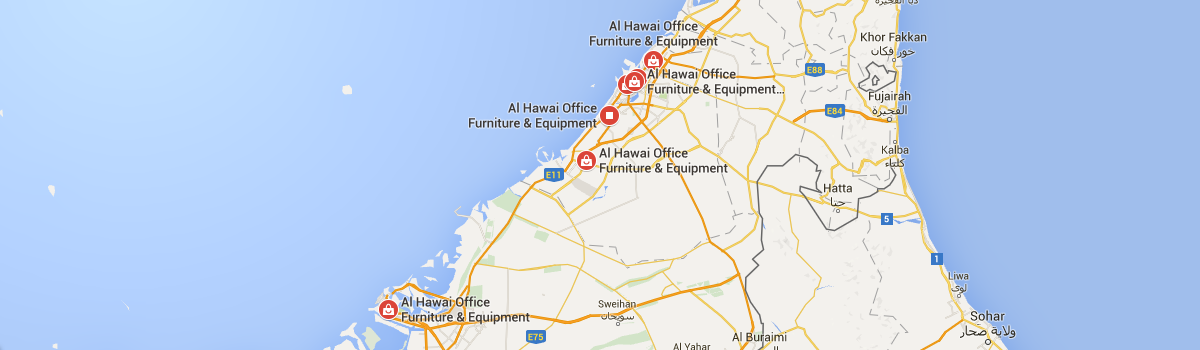 Al Hawai Office
Furniture & Equipment
Khor Fakkan
خور فكان
E88
Al Hawai Office
Furniture & Equipment...
Fujairah
الفجيرة
Al Hawai Office
Furniture & Equipment
E84
Kalba
كلباء
Al Hawai Office
Furniture & Equipment
E11
Hatta
حتا
5
1
Liwa
لوى
Al Hawai Office
Furniture & Equipment
Sweihan
سويحان
Sohar
ولاية صحار
E75
Al Buraimi
Al Yahar